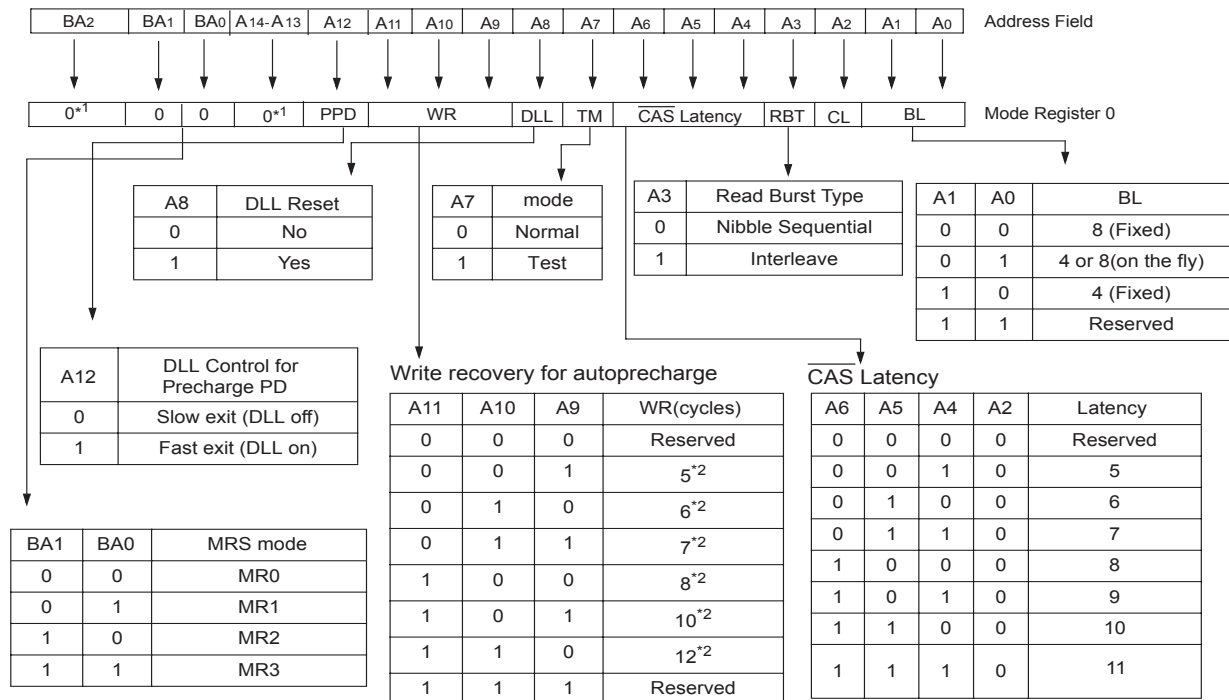 BA2 BA1 BA0 A14-A13 A12 A11 A10 A9 A8 A7 A6 A5 A4 A3 A2 A1 A0 Address Field
0*1 0 0 0*1 PPD WR DLL TM CAS Latency RBT CL BL Mode Register 0
A8 DLL Reset
0 No
1 Yes
A7 mode
0 Normal
1 Test
A3 Read Burst Type
0 Nibble Sequential
1 Interleave
A1 A0 BL
0 0 8 (Fixed)
0 1 4 or 8(on the fly)
1 0 4 (Fixed)
1 1 Reserved
A12 DLL Control for
Precharge PD
0 Slow exit (DLL off)
1 Fast exit (DLL on)
Write recovery for autoprecharge
A11 A10 A9 WR(cycles)
0 0 0 Reserved
0 0 1 5*2
0 1 0 6*2
0 1 1 7*2
1 0 0 8*2
1 0 1 10*2
1 1 0 12*2
1 1 1 Reserved
CAS Latency
A6 A5 A4 A2 Latency
0 0 0 0 Reserved
0 0 1 0 5
0 1 0 0 6
0 1 1 0 7
1 0 0 0 8
1 0 1 0 9
1 1 0 0 10
1 1 1 0 11
BA1 BA0 MRS mode
0 0 MR0
0 1 MR1
1 0 MR2
1 1 MR3